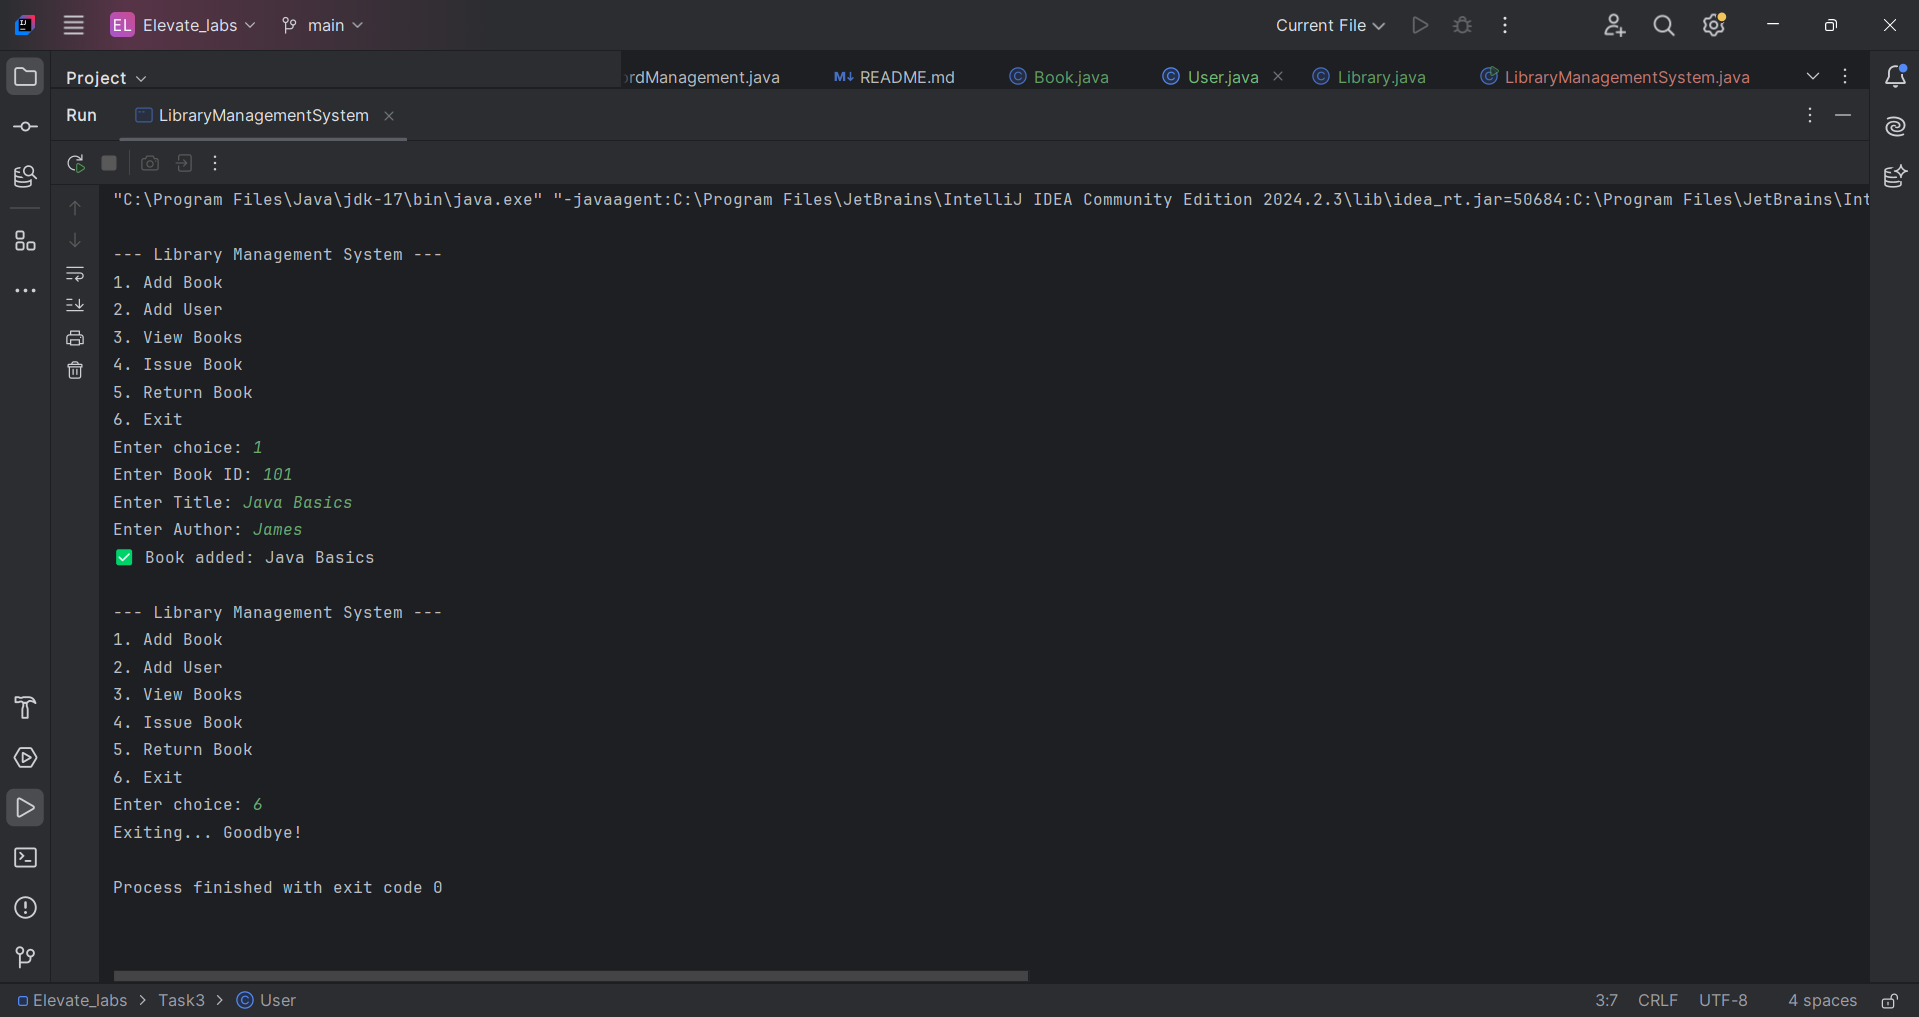 EL Elevate_labs main Current File
Project
rdManagement.java README.md Book.java User.java Library.java LibraryManagementSystem.java
Run LibraryManagementSystem
"C:\Program Files\Java\jdk-17\bin\java.exe" "-javaagent:C:\Program Files\JetBrains\IntelliJ IDEA Community Edition 2024.2.3\lib\idea_rt.jar=50684:C:\Program Files\JetBrains\Int
--- Library Management System ---
1. Add Book
2. Add User
3. View Books
4. Issue Book
5. Return Book
6. Exit
Enter choice: 1
Enter Book ID: 101
Enter Title: Java Basics
Enter Author: James
✅ Book added: Java Basics
--- Library Management System ---
1. Add Book
2. Add User
3. View Books
4. Issue Book
5. Return Book
6. Exit
Enter choice: 6
Exiting... Goodbye!
Process finished with exit code 0
Elevate_labs > Task3 > User 3:7 CRLF UTF-8 4 spaces